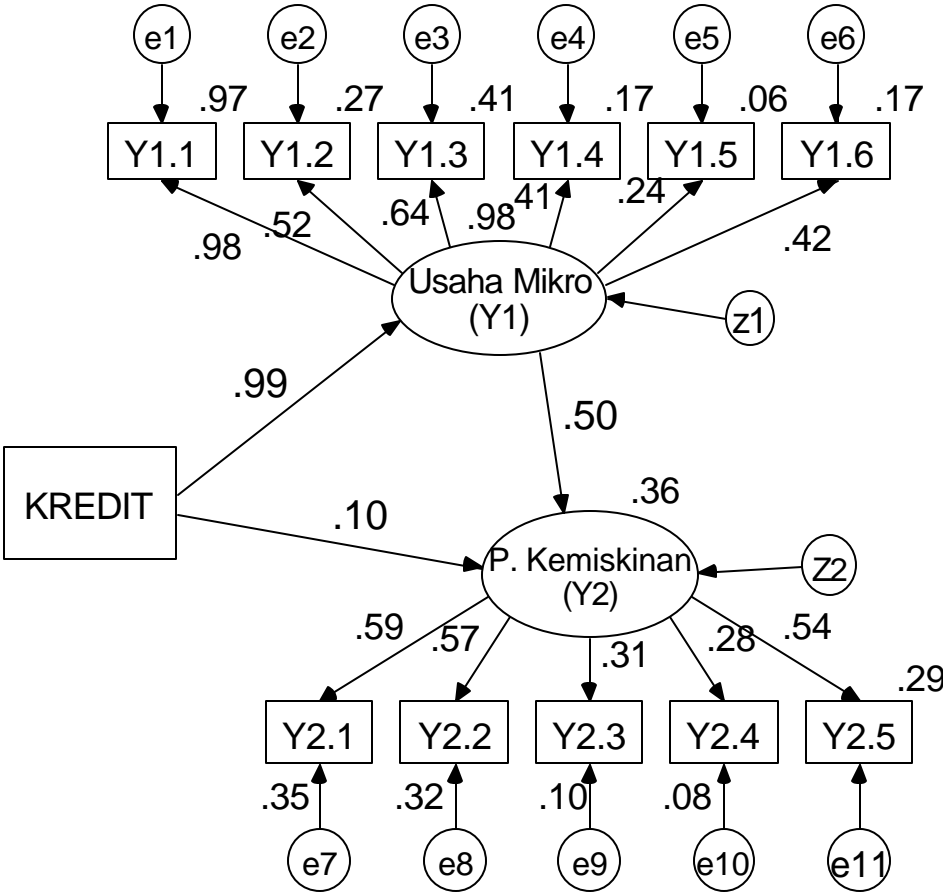 e1 e2 e3 e4 e5 e6
.97 .27 .41 .17 .06 .17
Y1.1 Y1.2 Y1.3 Y1.4 Y1.5 Y1.6
.98 .52 .64 .98 .41 .24 .42
Usaha Mikro
(Y1)
z1
.99
.50
KREDIT
.36
.10
P. Kemiskinan
(Y2)
Z2
.59 .57 .31 .28 .54
.29
Y2.1 Y2.2 Y2.3 Y2.4 Y2.5
.35 .32 .10 .08
e7 e8 e9 e10 e11